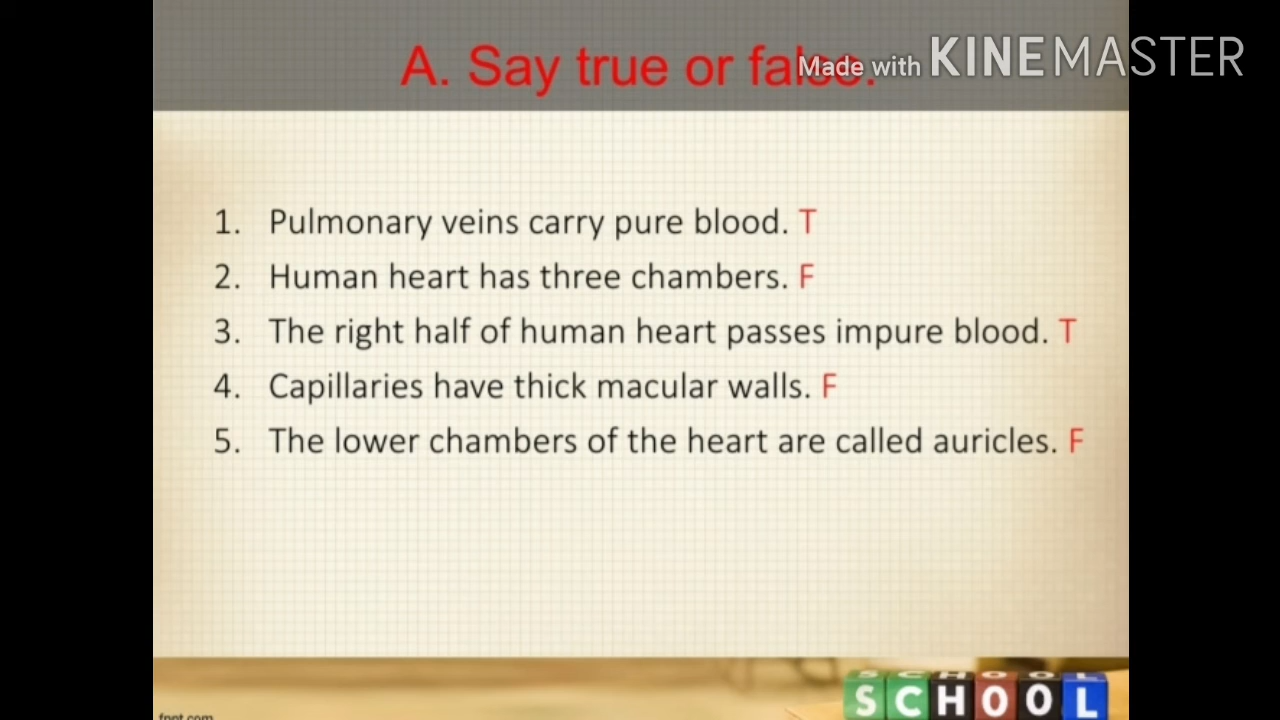 A. Say true or false.
Made with KINEMASTER
1. Pulmonary veins carry pure blood. T
2. Human heart has three chambers. F
3. The right half of human heart passes impure blood. T
4. Capillaries have thick macular walls. F
5. The lower chambers of the heart are called auricles. F
SCHOOL
fppt.com